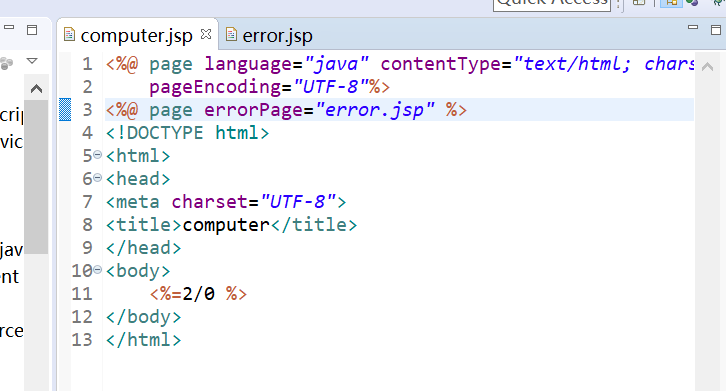 Quick Access
computer.jsp error.jsp
1 <%@ page language="java" contentType="text/html; chars
2 pageEncoding="UTF-8"%>
3 <%@ page errorPage="error.jsp" %>
4 <!DOCTYPE html>
5 <html>
6 <head>
7 <meta charset="UTF-8">
8 <title>computer</title>
9 </head>
10 <body>
11 <%=2/0 %>
12 </body>
13 </html>
crip
vic
jav
ent
rce